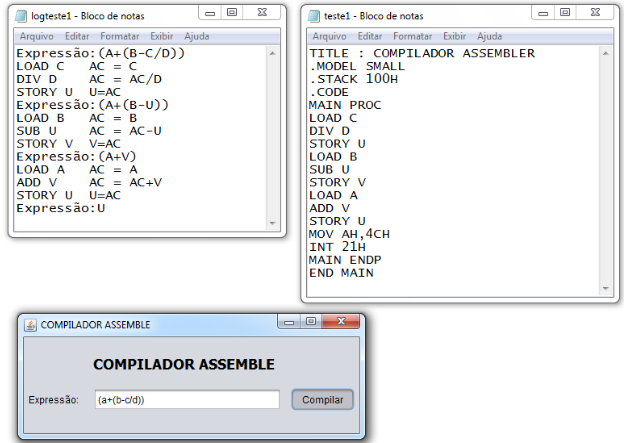 logteste1 - Bloco de notas
Arquivo Editar Formatar Exibir Ajuda
Expressão:(A+(B-C/D))
LOAD C AC = C
DIV D AC = AC/D
STORY U U=AC
Expressão:(A+(B-U))
LOAD B AC = B
SUB U AC = AC-U
STORY V V=AC
Expressão:(A+V)
LOAD A AC = A
ADD V AC = AC+V
STORY U U=AC
Expressão:U
teste1 - Bloco de notas
Arquivo Editar Formatar Exibir Ajuda
TITLE : COMPILADOR ASSEMBLER
.MODEL SMALL
.STACK 100H
.CODE
MAIN PROC
LOAD C
DIV D
STORY U
LOAD B
SUB U
STORY V
LOAD A
ADD V
STORY U
MOV AH,4CH
INT 21H
MAIN ENDP
END MAIN
COMPILADOR ASSEMBLE
COMPILADOR ASSEMBLE
Expressão: (a+(b-c/d)) Compilar